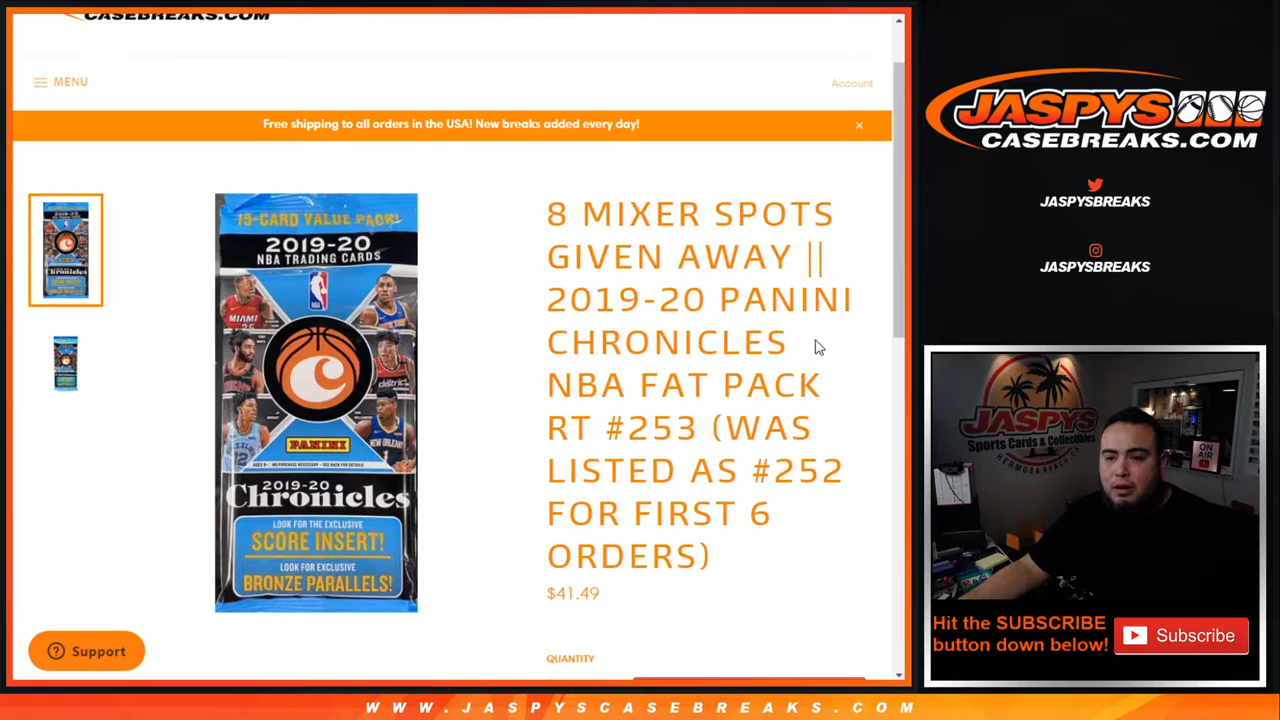 CASEBREAKS.COM
MENU
Account
Free shipping to all orders in the USA! New breaks added every day!
×
15-CARD VALUE PACK!
2019-20
NBA TRADING CARDS
MIAMI
PANINI
NEW ORLEANS
2019-20
Chronicles
LOOK FOR THE EXCLUSIVE
SCORE INSERT!
LOOK FOR EXCLUSIVE
BRONZE PARALLELS!
8 MIXER SPOTS
GIVEN AWAY ||
2019-20 PANINI
CHRONICLES
NBA FAT PACK
RT #253 (WAS
LISTED AS #252
FOR FIRST 6
ORDERS)
$41.49
QUANTITY
Support
JASPYS
CASEBREAKS.COM
JASPYSBREAKS
JASPYSBREAKS
JASPYS
Sports Cards & Collectibles
HERMOSA BEACH, CA
ON AIR
Hit the SUBSCRIBE
button down below!
Subscribe
WWW.JASPYSCASEBREAKS.COM